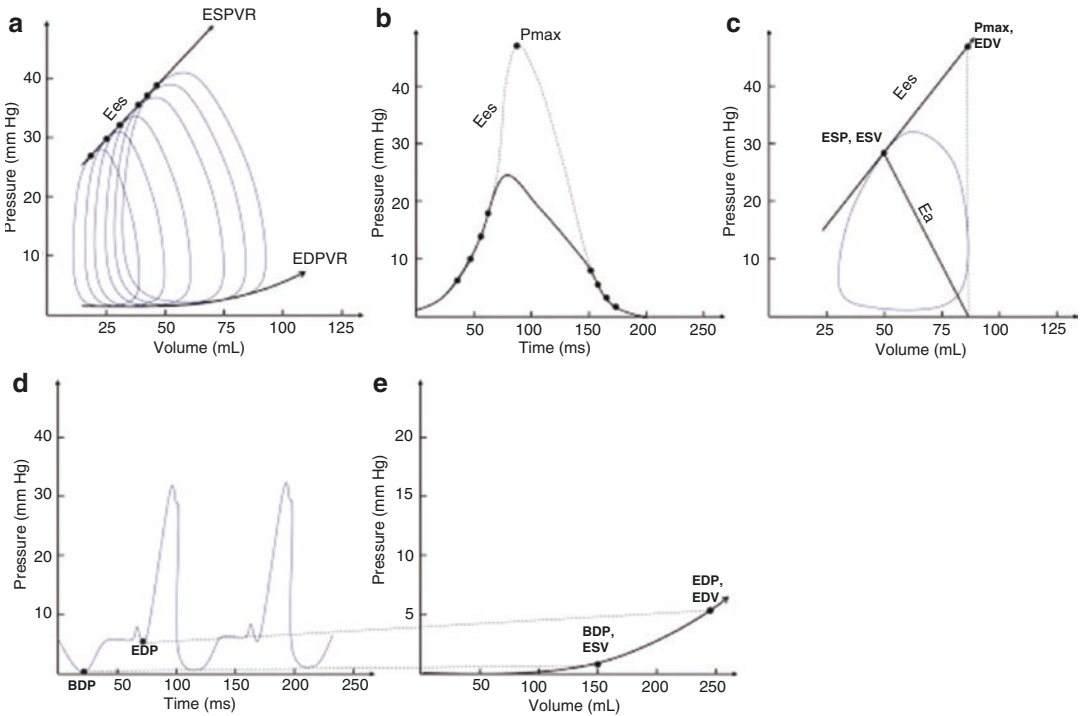 a
ESPVR
Ees
EDPVR
Pressure (mm Hg)
40
30
20
10
25
50
75
100
125
Volume (mL)
b
Pmax
Ees
Pressure (mm Hg)
40
30
20
10
50
100
150
200
250
Time (ms)
c
Pmax,
EDV
Ees
ESP, ESV
Ea
Pressure (mm Hg)
40
30
20
10
25
50
75
100
125
Volume (mL)
d
Pressure (mm Hg)
40
30
20
10
EDP
BDP
50
100
150
200
250
Time (ms)
e
Pressure (mm Hg)
20
15
10
5
EDP,
EDV
BDP,
ESV
50
100
150
200
250
Volume (mL)